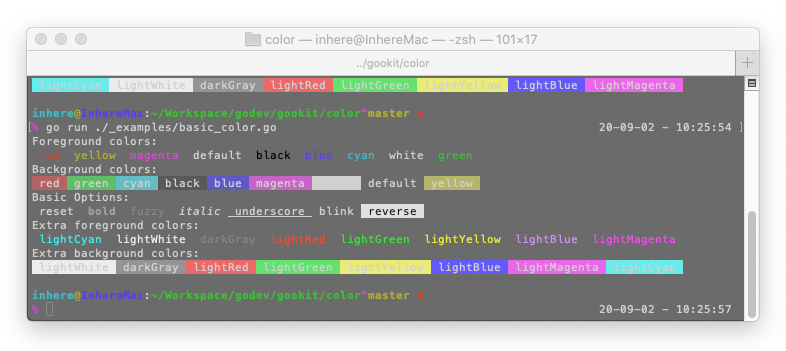 color — inhere@InhereMac — -zsh — 101×17
../gookit/color
lightCyan lightWhite darkGray lightRed lightGreen lightYellow lightBlue lightMagenta
inhere@InhereMac:~/Workspace/godev/gookit/color^master
% go run ./_examples/basic_color.go 20-09-02 - 10:25:54
Foreground colors:
red yellow magenta default black blue cyan white green
Background colors:
red green cyan black blue magenta default yellow
Basic Options:
reset bold fuzzy italic underscore blink reverse
Extra foreground colors:
lightCyan lightWhite darkGray lightRed lightGreen lightYellow lightBlue lightMagenta
Extra background colors:
lightWhite darkGray lightRed lightGreen lightYellow lightBlue lightMagenta lightCyan
inhere@InhereMac:~/Workspace/godev/gookit/color^master
% 20-09-02 - 10:25:57